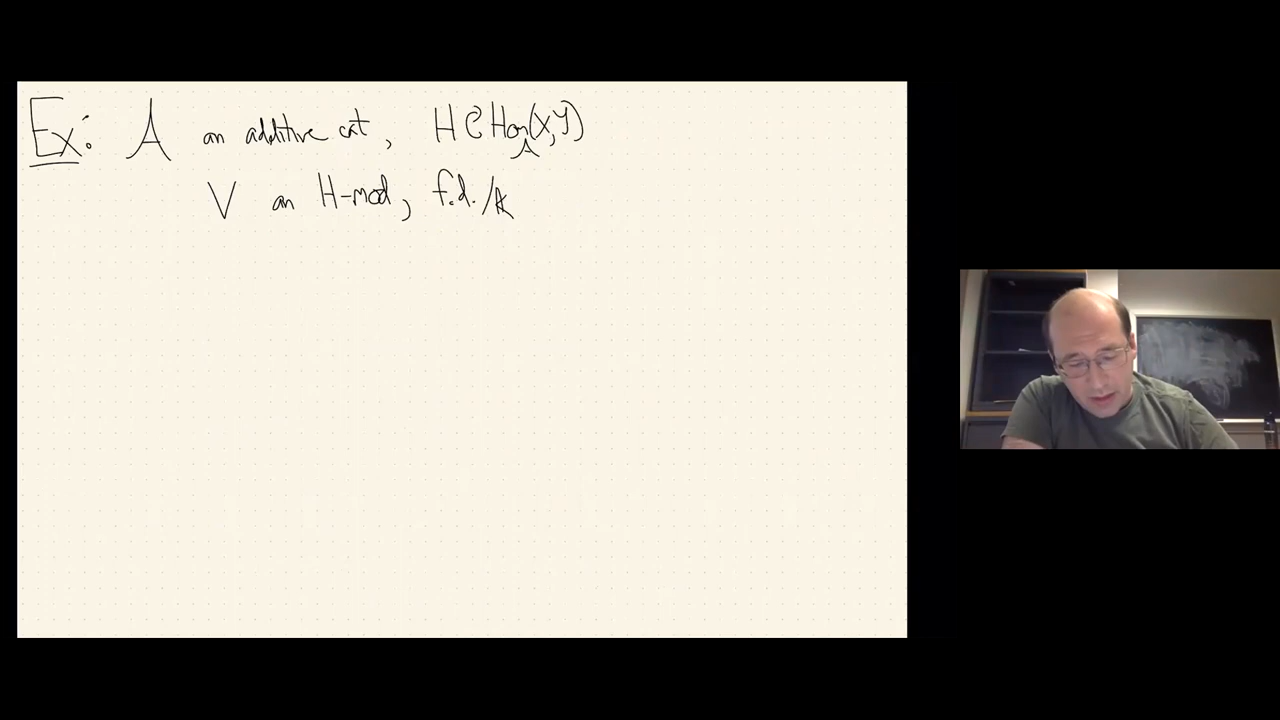 Ex: A an additive cat, H C Hom_A(X,Y)
V an H-mod, f.d./k